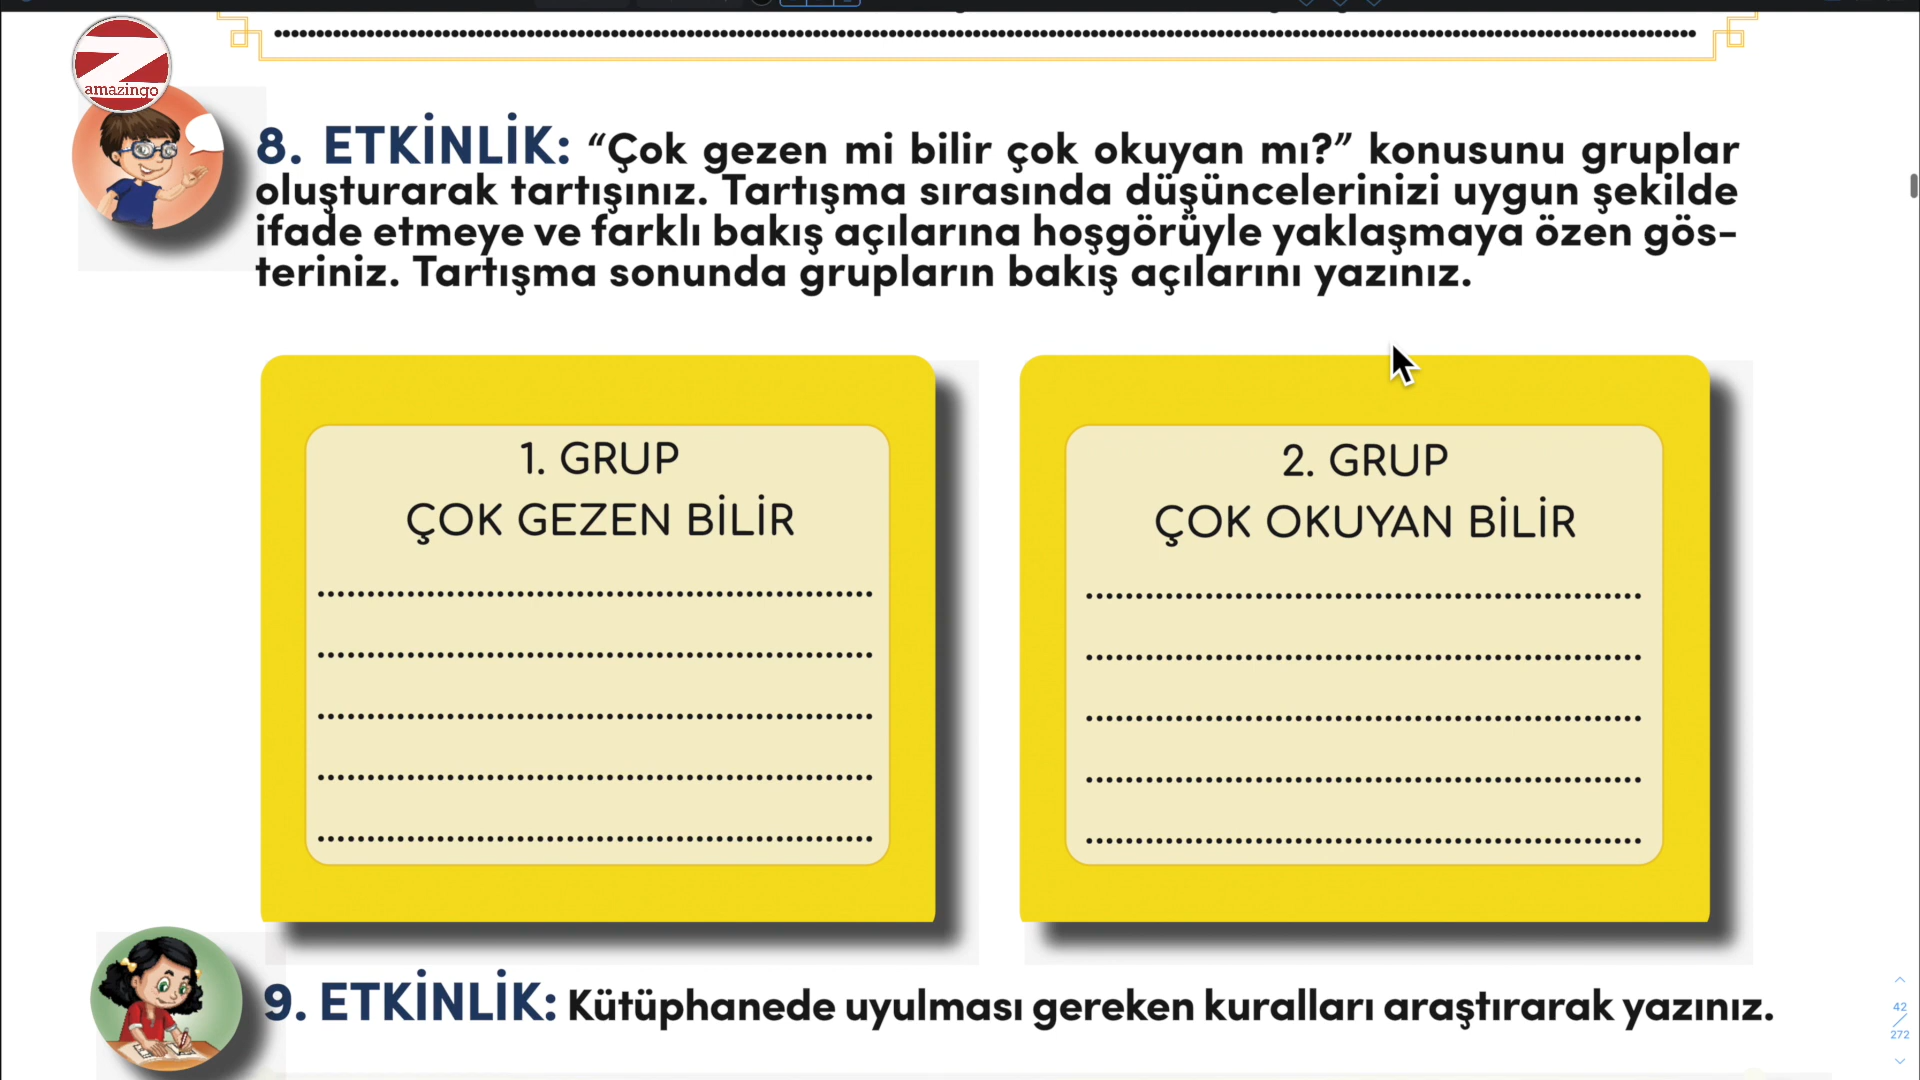 amazingo
8. ETKİNLİK: “Çok gezen mi bilir çok okuyan mı?” konusunu gruplar
oluşturarak tartışınız. Tartışma sırasında düşüncelerinizi uygun şekilde
ifade etmeye ve farklı bakış açılarına hoşgörüyle yaklaşmaya özen gös-
teriniz. Tartışma sonunda grupların bakış açılarını yazınız.
1. GRUP
ÇOK GEZEN BİLİR
2. GRUP
ÇOK OKUYAN BİLİR
9. ETKİNLİK: Kütüphanede uyulması gereken kuralları araştırarak yazınız.
42
272